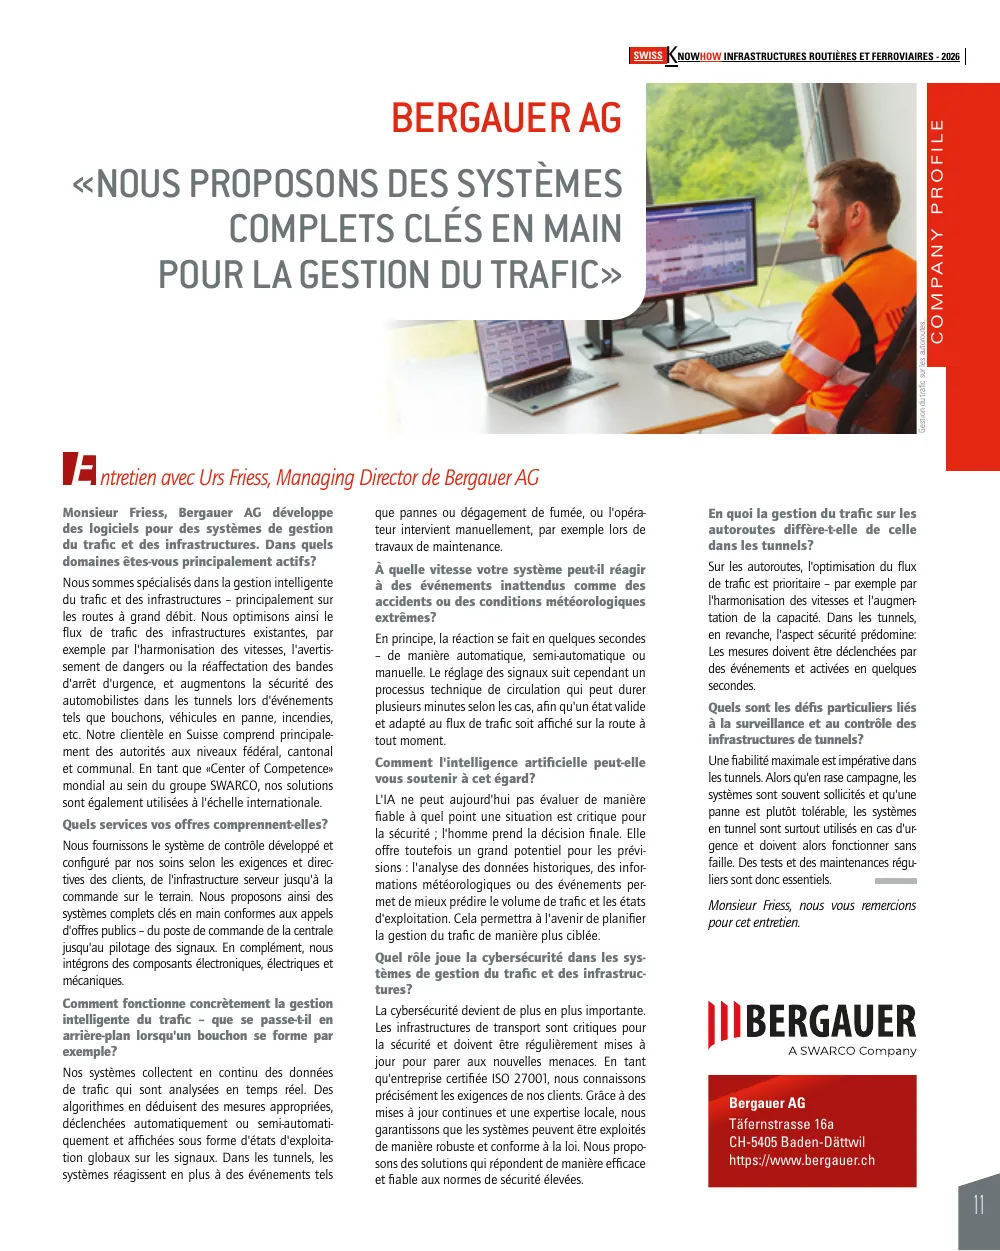 SWISS KNOWHOW INFRASTRUCTURES ROUTIÈRES ET FERROVIAIRES - 2026
COMPANY PROFILE
BERGAUER AG
«NOUS PROPOSONS DES SYSTÈMES
COMPLETS CLÉS EN MAIN
POUR LA GESTION DU TRAFIC»
Gestion du trafic sur les autoroutes
Entretien avec Urs Friess, Managing Director de Bergauer AG
Monsieur Friess, Bergauer AG développe
des logiciels pour des systèmes de gestion
du trafic et des infrastructures. Dans quels
domaines êtes-vous principalement actifs?
Nous sommes spécialisés dans la gestion intelligente
du trafic et des infrastructures – principalement sur
les routes à grand débit. Nous optimisons ainsi le
flux de trafic des infrastructures existantes, par
exemple par l'harmonisation des vitesses, l'avertis-
sement de dangers ou la réaffectation des bandes
d'arrêt d'urgence, et augmentons la sécurité des
automobilistes dans les tunnels lors d'événements
tels que bouchons, véhicules en panne, incendies,
etc. Notre clientèle en Suisse comprend principale-
ment des autorités aux niveaux fédéral, cantonal
et communal. En tant que «Center of Competence»
mondial au sein du groupe SWARCO, nos solutions
sont également utilisées à l'échelle internationale.
Quels services vos offres comprennent-elles?
Nous fournissons le système de contrôle développé et
configuré par nos soins selon les exigences et direc-
tives des clients, de l'infrastructure serveur jusqu'à la
commande sur le terrain. Nous proposons ainsi des
systèmes complets clés en main conformes aux appels
d'offres publics – du poste de commande de la centrale
jusqu'au pilotage des signaux. En complément, nous
intégrons des composants électroniques, électriques et
mécaniques.
Comment fonctionne concrètement la gestion
intelligente du trafic – que se passe-t-il en
arrière-plan lorsqu'un bouchon se forme par
exemple?
Nos systèmes collectent en continu des données
de trafic qui sont analysées en temps réel. Des
algorithmes en déduisent des mesures appropriées,
déclenchées automatiquement ou semi-automati-
quement et affichées sous forme d'états d'exploita-
tion globaux sur les signaux. Dans les tunnels, les
systèmes réagissent en plus à des événements tels
que pannes ou dégagement de fumée, ou l'opéra-
teur intervient manuellement, par exemple lors de
travaux de maintenance.
À quelle vitesse votre système peut-il réagir
à des événements inattendus comme des
accidents ou des conditions météorologiques
extrêmes?
En principe, la réaction se fait en quelques secondes
– de manière automatique, semi-automatique ou
manuelle. Le réglage des signaux suit cependant un
processus technique de circulation qui peut durer
plusieurs minutes selon les cas, afin qu'un état valide
et adapté au flux de trafic soit affiché sur la route à
tout moment.
Comment l'intelligence artificielle peut-elle
vous soutenir à cet égard?
L'IA ne peut aujourd'hui pas évaluer de manière
fiable à quel point une situation est critique pour
la sécurité ; l'homme prend la décision finale. Elle
offre toutefois un grand potentiel pour les prévi-
sions : l'analyse des données historiques, des infor-
mations météorologiques ou des événements per-
met de mieux prédire le volume de trafic et les états
d'exploitation. Cela permettra à l'avenir de planifier
la gestion du trafic de manière plus ciblée.
Quel rôle joue la cybersécurité dans les sys-
tèmes de gestion du trafic et des infrastruc-
tures?
La cybersécurité devient de plus en plus importante.
Les infrastructures de transport sont critiques pour
la sécurité et doivent être régulièrement mises à
jour pour parer aux nouvelles menaces. En tant
qu'entreprise certifiée ISO 27001, nous connaissons
précisément les exigences de nos clients. Grâce à des
mises à jour continues et une expertise locale, nous
garantissons que les systèmes peuvent être exploités
de manière robuste et conforme à la loi. Nous propo-
sons des solutions qui répondent de manière efficace
et fiable aux normes de sécurité élevées.
En quoi la gestion du trafic sur les
autoroutes diffère-t-elle de celle
dans les tunnels?
Sur les autoroutes, l'optimisation du flux
de trafic est prioritaire – par exemple par
l'harmonisation des vitesses et l'augmen-
tation de la capacité. Dans les tunnels,
en revanche, l'aspect sécurité prédomine:
Les mesures doivent être déclenchées par
des événements et activées en quelques
secondes.
Quels sont les défis particuliers liés
à la surveillance et au contrôle des
infrastructures de tunnels?
Une fiabilité maximale est impérative dans
les tunnels. Alors qu'en rase campagne, les
systèmes sont souvent sollicités et qu'une
panne est plutôt tolérable, les systèmes
en tunnel sont surtout utilisés en cas d'ur-
gence et doivent alors fonctionner sans
faille. Des tests et des maintenances régu-
liers sont donc essentiels.
Monsieur Friess, nous vous remercions
pour cet entretien.
BERGAUER
A SWARCO Company
Bergauer AG
Täfernstrasse 16a
CH-5405 Baden-Dättwil
https://www.bergauer.ch
11